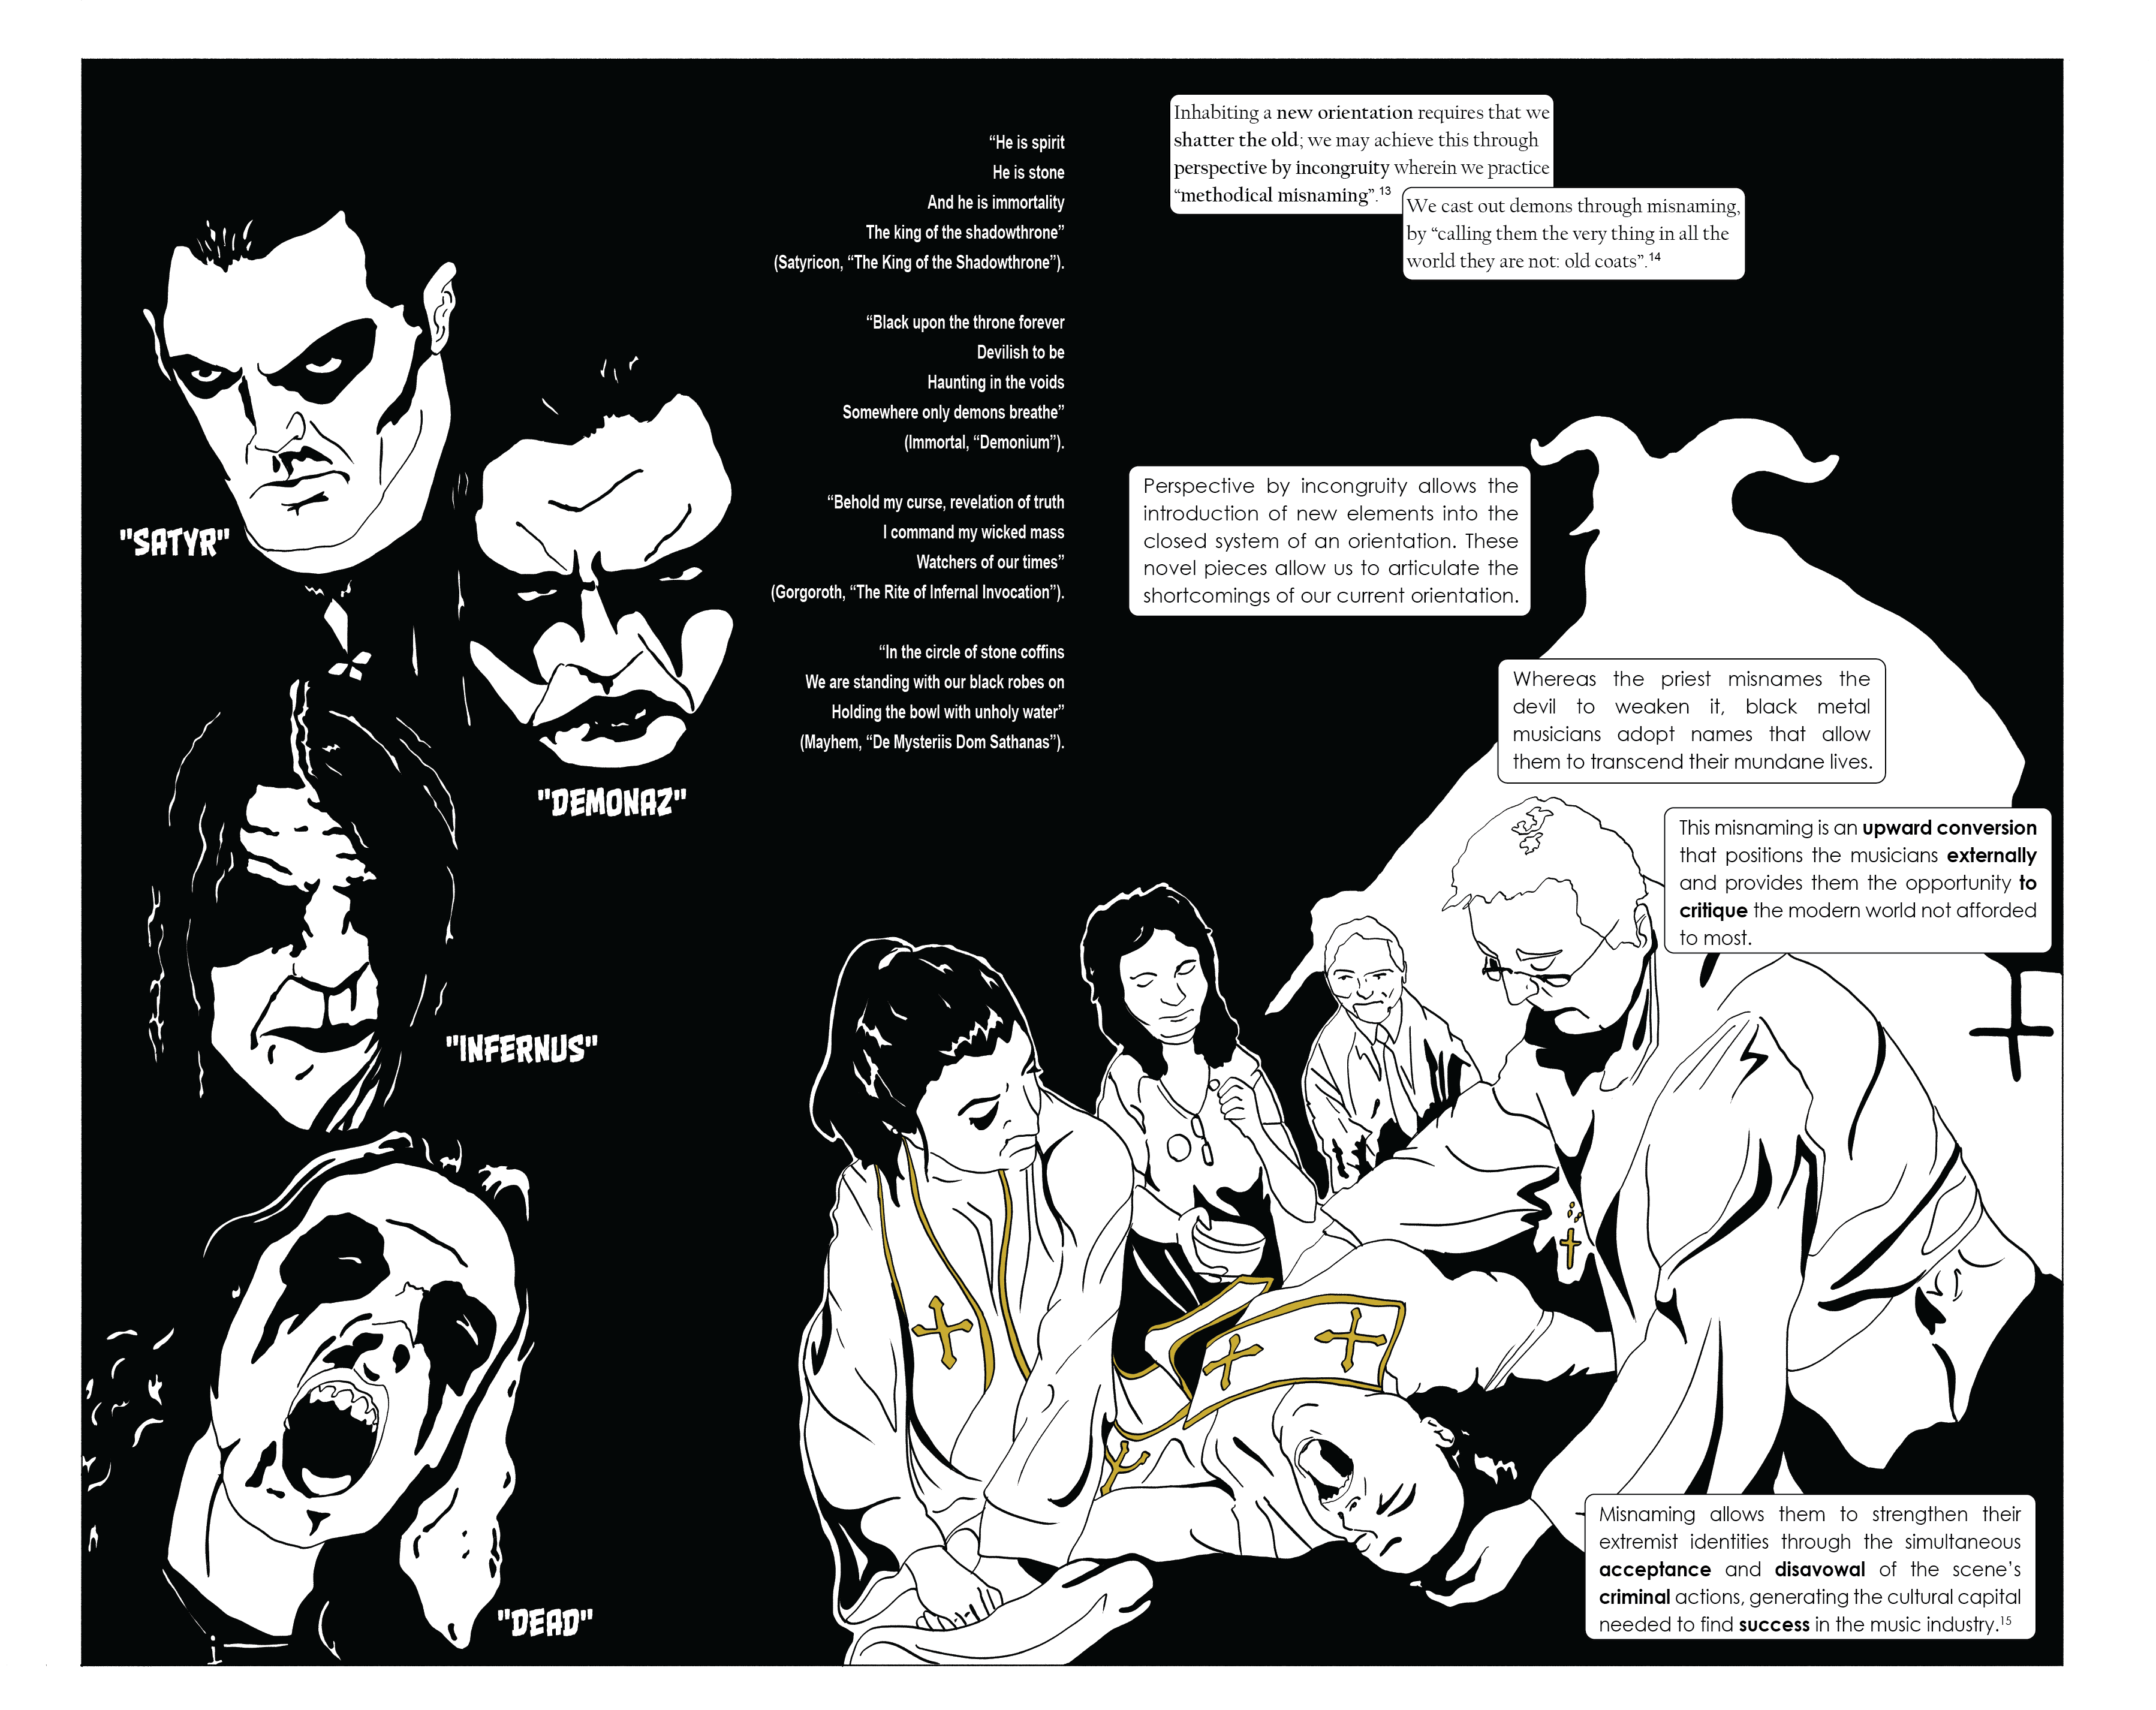 "SATYR"
"DEMONAZ"
"INFERNUS"
"DEAD"
“He is spirit
He is stone
And he is immortality
The king of the shadowthrone”
(Satyricon, “The King of the Shadowthrone”).
“Black upon the throne forever
Devilish to be
Haunting in the voids
Somewhere only demons breathe”
(Immortal, “Demonium”).
“Behold my curse, revelation of truth
I command my wicked mass
Watchers of our times”
(Gorgoroth, “The Rite of Infernal Invocation”).
“In the circle of stone coffins
We are standing with our black robes on
Holding the bowl with unholy water”
(Mayhem, “De Mysteriis Dom Sathanas”).
Inhabiting a new orientation requires that we
shatter the old; we may achieve this through
perspective by incongruity wherein we practice
“methodical misnaming”.13
We cast out demons through misnaming,
by “calling them the very thing in all the
world they are not: old coats”.14
Perspective by incongruity allows the
introduction of new elements into the
closed system of an orientation. These
novel pieces allow us to articulate the
shortcomings of our current orientation.
Whereas the priest misnames the
devil to weaken it, black metal
musicians adopt names that allow
them to transcend their mundane lives.
This misnaming is an upward conversion
that positions the musicians externally
and provides them the opportunity to
critique the modern world not afforded
to most.
Misnaming allows them to strengthen their
extremist identities through the simultaneous
acceptance and disavowal of the scene’s
criminal actions, generating the cultural capital
needed to find success in the music industry.15